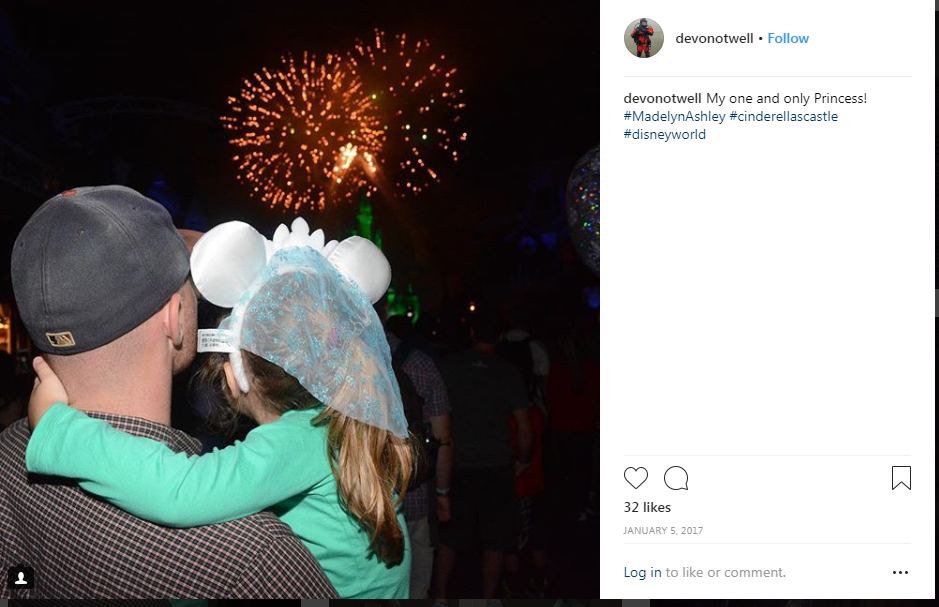 devonotwell • Follow
devonotwell My one and only Princess!
#MadelynAshley #cinderellascastle
#disneyworld
32 likes
JANUARY 5, 2017
Log in to like or comment.